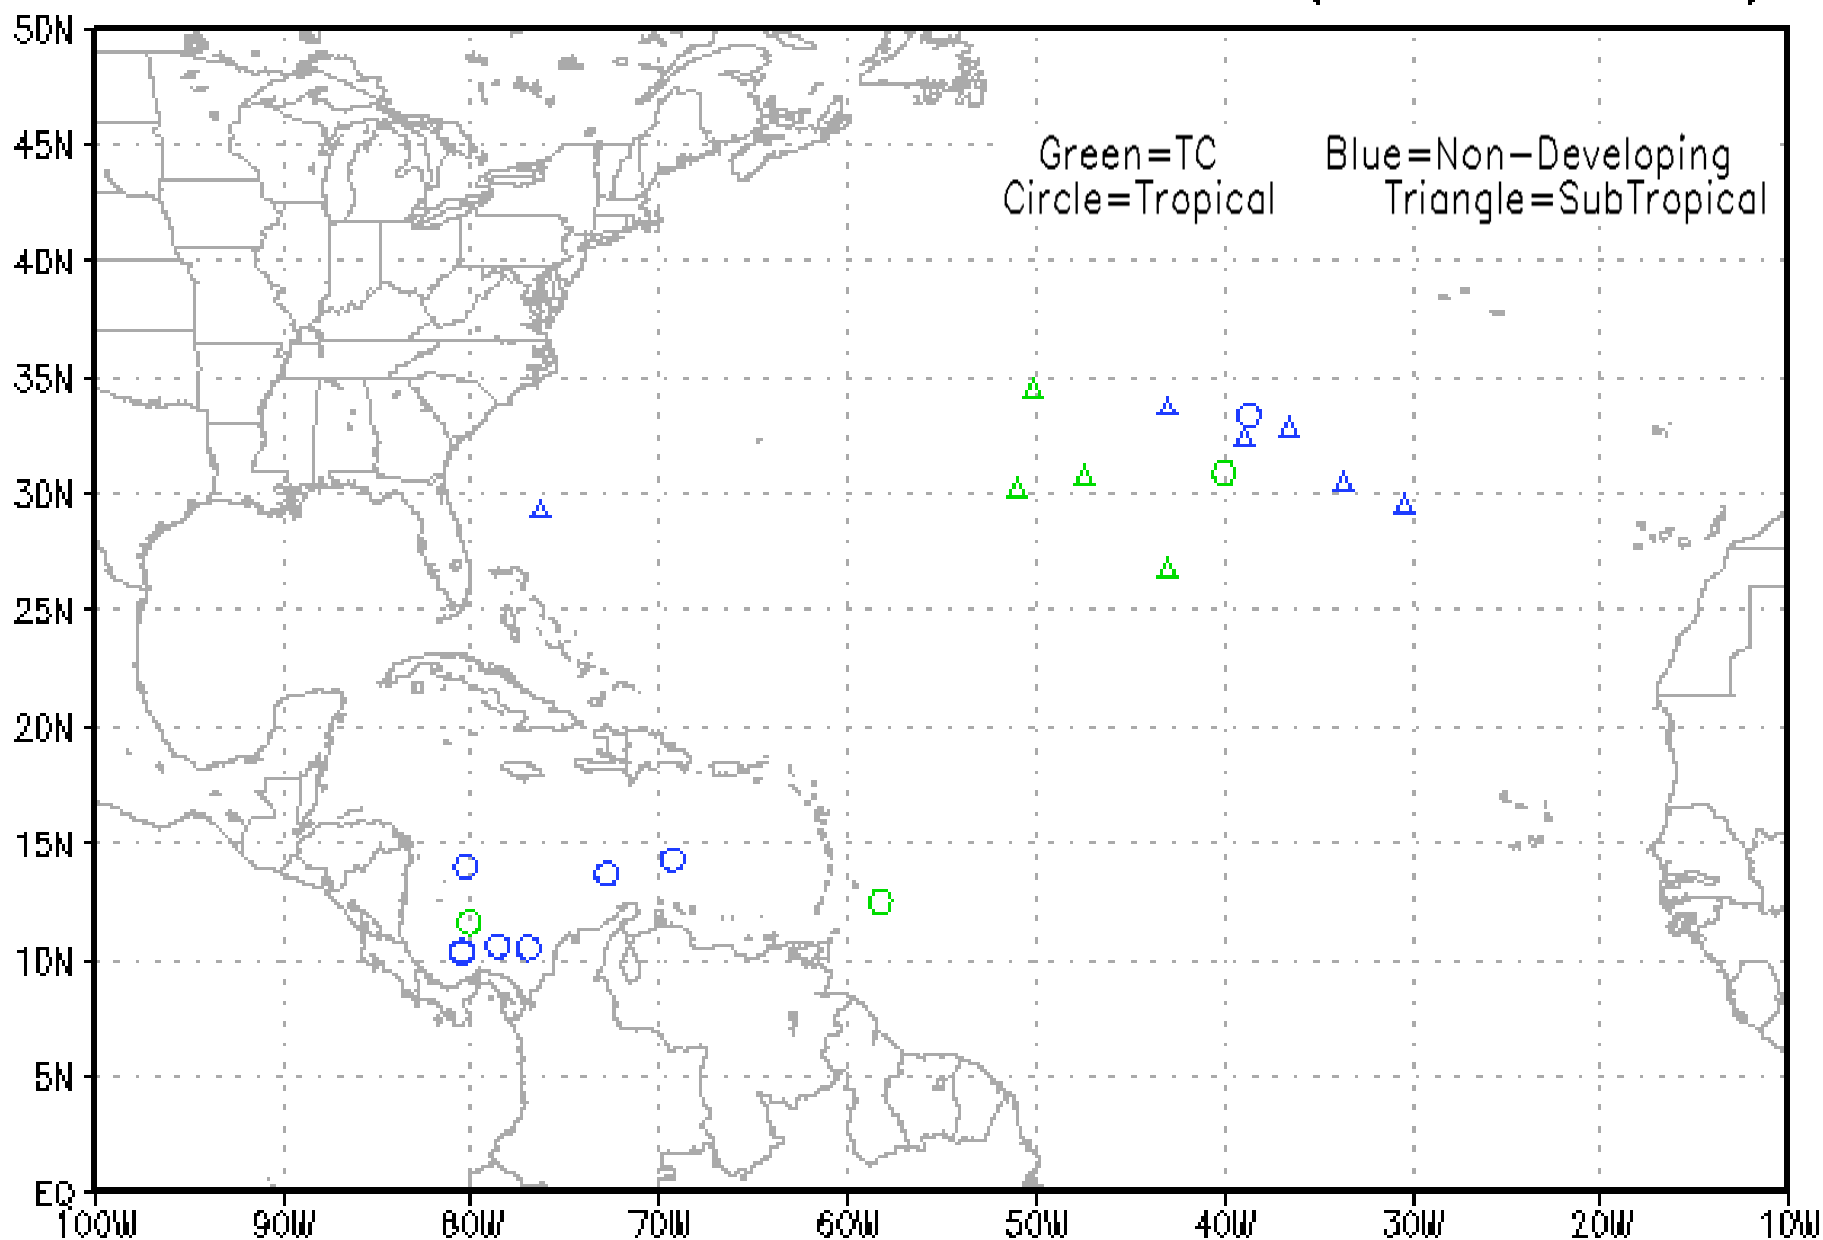 50N
45N
Green=TC Blue=Non-Developing
Circle=Tropical Triangle=SubTropical
40N
35N
30N
25N
20N
15N
10N
5N
EQ
100W 90W 80W 70W 60W 50W 40W 30W 20W 10W